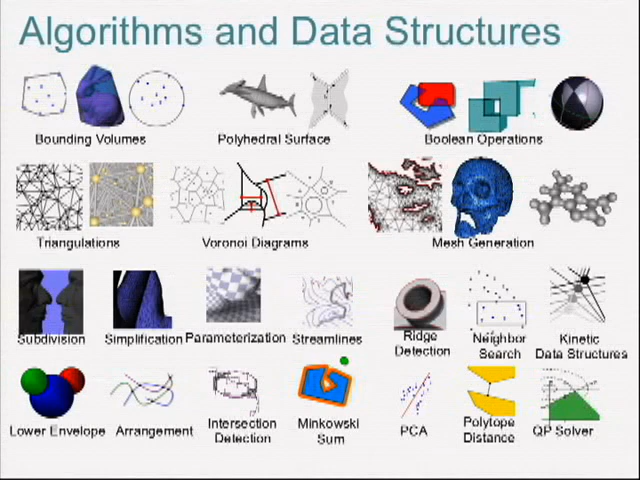 Algorithms and Data Structures
Bounding Volumes
Polyhedral Surface
Boolean Operations
Triangulations
Voronoi Diagrams
Mesh Generation
Subdivision
Simplification
Parameterization
Streamlines
Ridge
Detection
Neighbor
Search
Kinetic
Data Structures
Lower Envelope
Arrangement
Intersection
Detection
Minkowski
Sum
PCA
Polytope
Distance
QP Solver